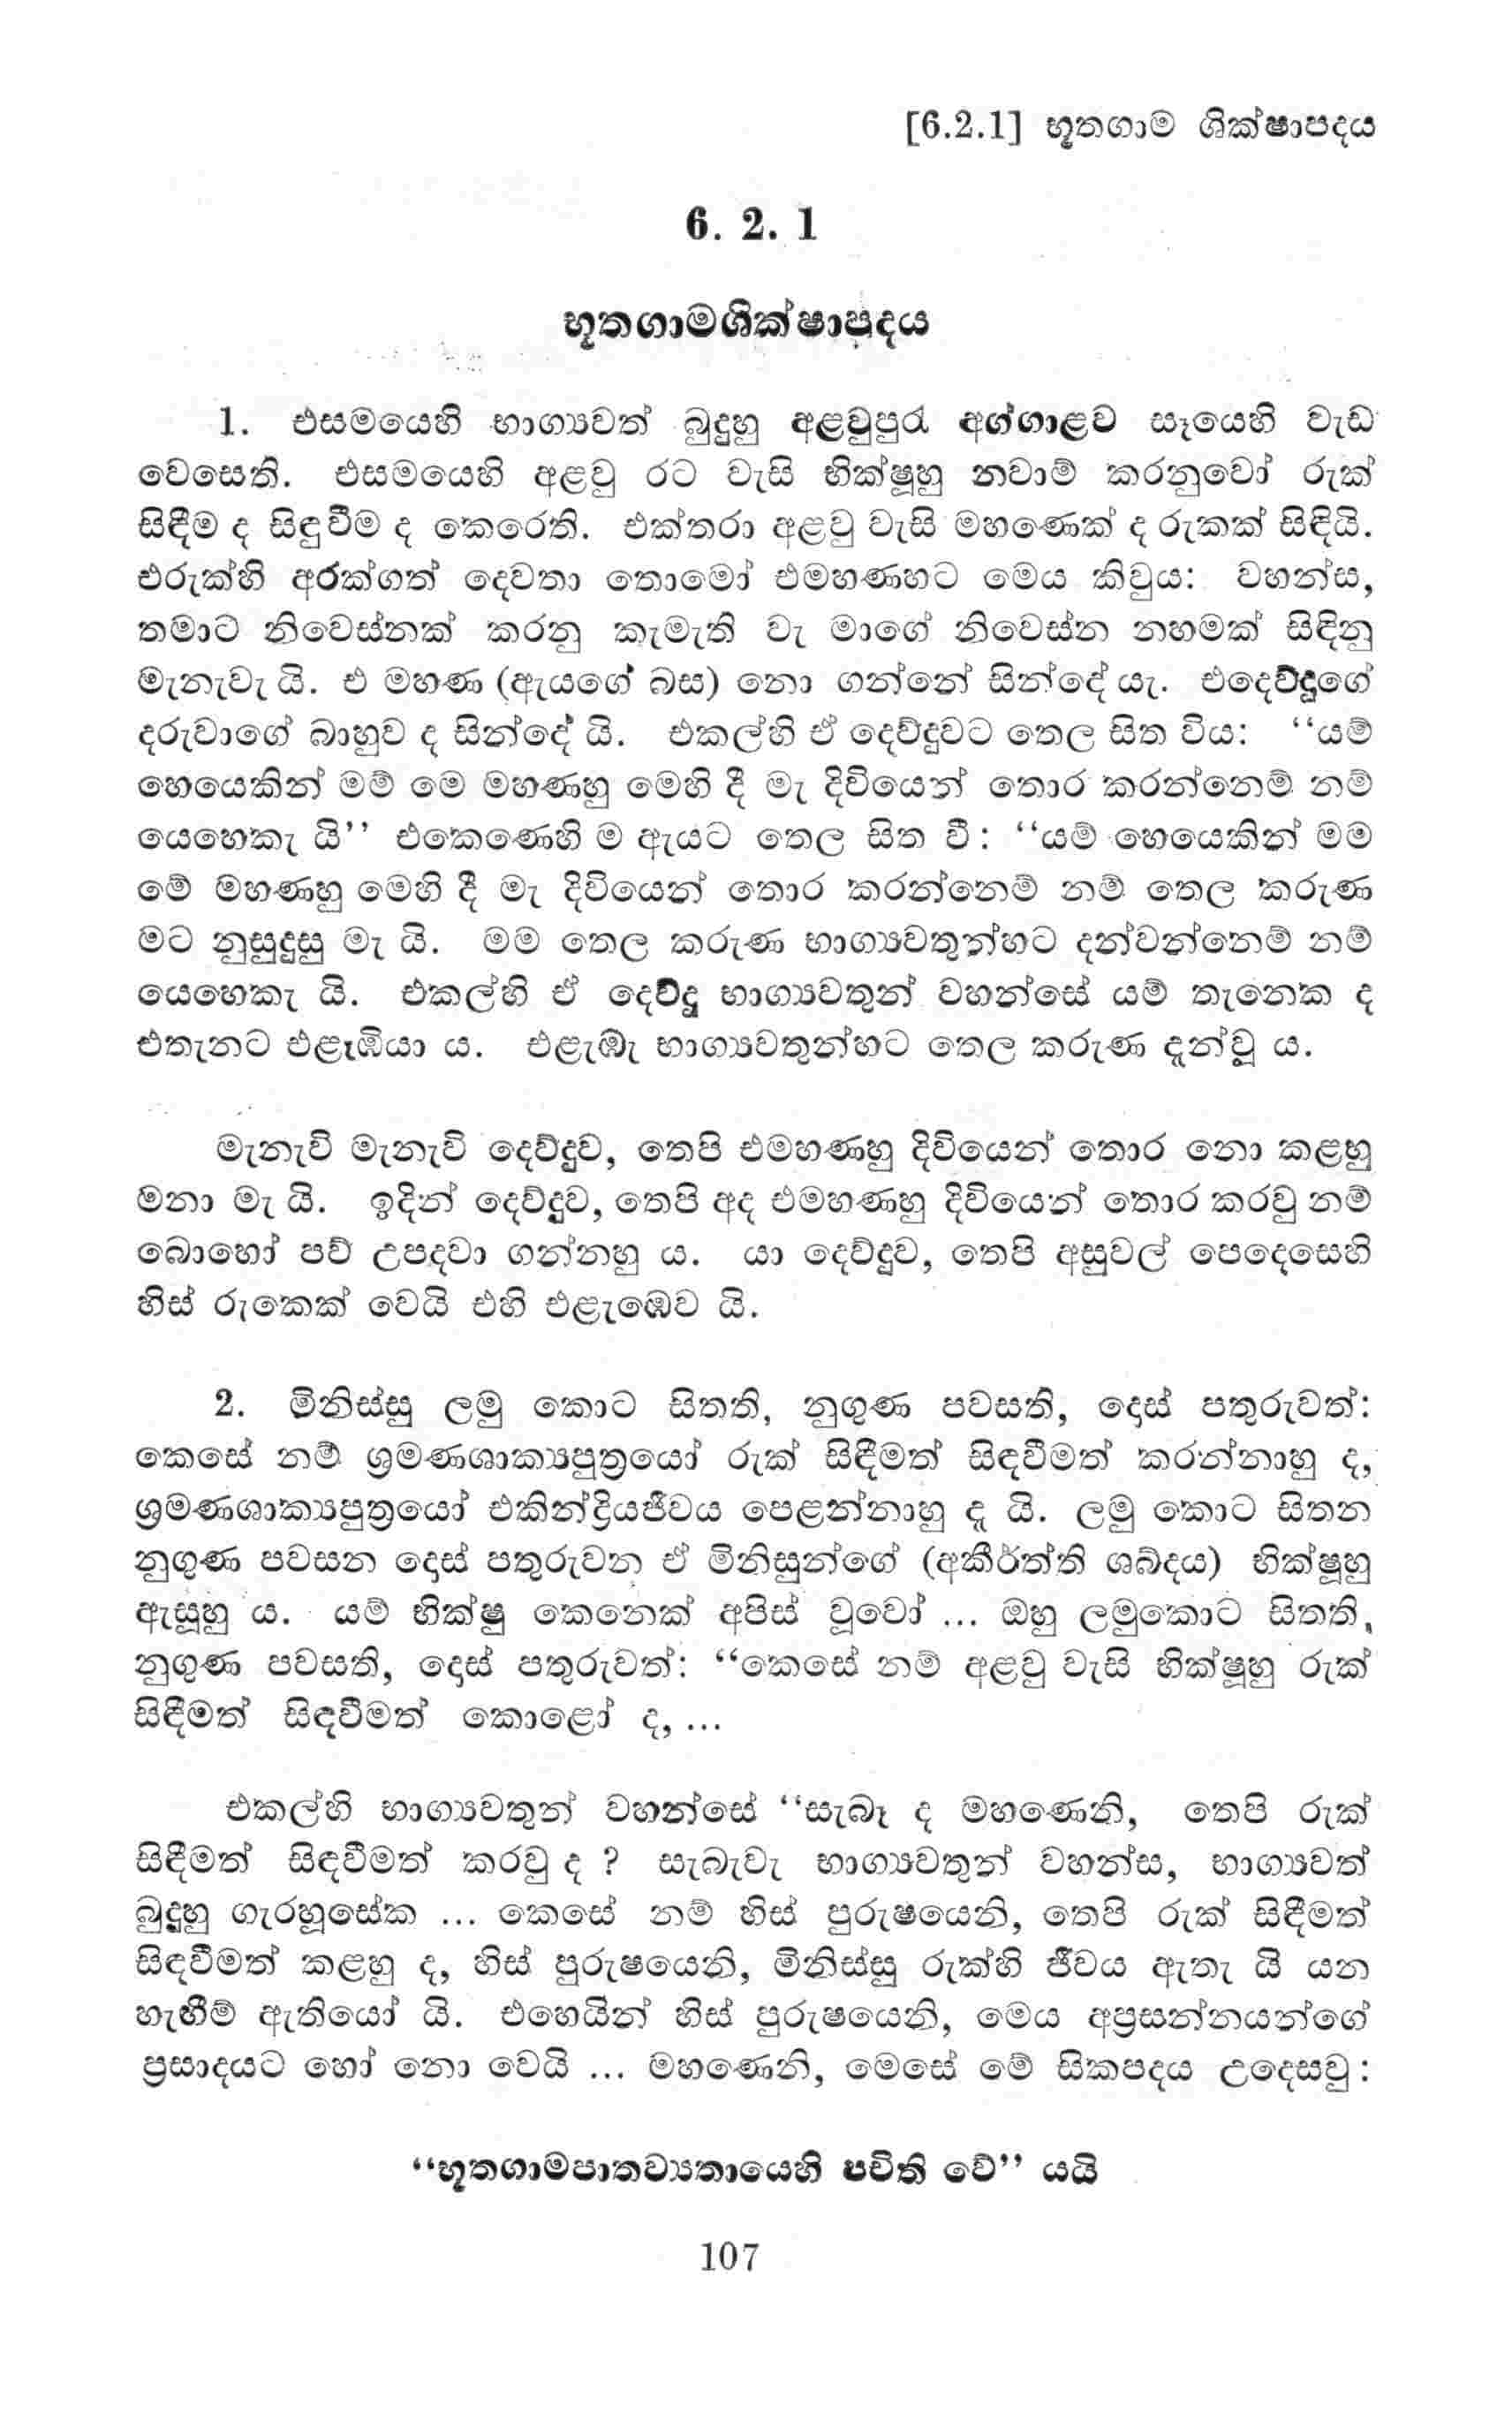 [6.2.1] භූතගාම ශික්ෂාපදය
6. 2. 1
භූතගාමශික්ෂාපදය
1. එසමයෙහි භාග්‍යවත් බුදුහු අළවුපුරැ අග්ගාළව සෑයෙහි වැඩ
වෙසෙති. එසමයෙහි අළවු රට වැසි භික්ෂූහු නවාම් කරනුවෝ රුක්
සිඳීම ද සිඳුවීම ද කෙරෙති. එක්තරා අළවු වැසි මහණෙක් ද රුකක් සිඳියි.
එරුක්හි අරක්ගත් දෙවතා තොමෝ එමහණහට මෙය කිවුය: වහන්ස,
තමාට නිවෙස්නක් කරනු කැමැති වැ මාගේ නිවෙස්න නහමක් සිඳිනු
මැනැවැ යි. එ මහණ (ඇයගේ බස) නො ගන්නේ සින්දේ යැ. එදෙව්දූගේ
දරුවාගේ බාහුව ද සින්දේ යි. එකල්හි ඒ දෙව්දුවට තෙල සිත විය: “යම්
හෙයෙකින් මම් මෙ මහණහු මෙහි දී මැ දිවියෙන් තොර කරන්නෙම් නම්
යෙහෙකැ යි” එකෙණෙහි ම ඇයට තෙල සිත වී: “යම් හෙයෙකින් මම
මේ මහණහු මෙහි දී මැ දිවියෙන් තොර කරන්නෙම් නම් තෙල කරුණ
මට නුසුදුසු මැ යි. මම තෙල කරුණ භාග්‍යවතුන්හට දන්වන්නෙම් නම්
යෙහෙකැ යි. එකල්හි ඒ දෙව්දූ භාග්‍යවතුන් වහන්සේ යම් තැනෙක ද
එතැනට එළැඹියා ය. එළැඹැ භාග්‍යවතුන්හට තෙල කරුණ දැන්වූ ය.
මැනැවි මැනැවි දෙව්දුව, තෙපි එමහණහු දිවියෙන් තොර නො කළහු
මනා මැ යි. ඉදින් දෙව්දුව, තෙපි අද එමහණහු දිවියෙන් තොර කරවු නම්
බොහෝ පව් උපදවා ගන්නහු ය. යා දෙව්දුව, තෙපි අසුවල් පෙදෙසෙහි
හිස් රුකෙක් වෙයි එහි එළැඹෙව යි.
2. මිනිස්සු ලමු කොට සිතති, නුගුණ පවසති, දොස් පතුරුවත්:
කෙසේ නම් ශ්‍රමණශාක්‍යපුත්‍රයෝ රුක් සිඳීමත් සිඳවීමත් කරන්නාහු ද,
ශ්‍රමණශාක්‍යපුත්‍රයෝ එකින්ද්‍රියජීවය පෙළන්නාහු දැ යි. ලමු කොට සිතන
නුගුණ පවසන දොස් පතුරුවන ඒ මිනිසුන්ගේ (අකීර්ත්ති ශබ්දය) භික්ෂූහු
ඇසූහු ය. යම් භික්ෂු කෙනෙක් අපිස් වූවෝ ... ඔහු ලමුකොට සිතති,
නුගුණ පවසති, දොස් පතුරුවත්: “කෙසේ නම් අළවු වැසි භික්ෂූහු රුක්
සිඳීමත් සිඳවීමත් කොළෝ ද, ...
එකල්හි භාග්‍යවතුන් වහන්සේ “සැබෑ ද මහණෙනි, තෙපි රුක්
සිඳීමත් සිඳවීමත් කරවු ද ? සැබැවැ භාග්‍යවතුන් වහන්ස, භාග්‍යවත්
බුදුහු ගැරහූසේක ... කෙසේ නම් හිස් පුරුෂයෙනි, තෙපි රුක් සිඳීමත්
සිඳවීමත් කළහු ද, හිස් පුරුෂයෙනි, මිනිස්සු රුක්හි ජීවය ඇතැ යි යන
හැඟීම් ඇතියෝ යි. එහෙයින් හිස් පුරුෂයෙනි, මෙය අප්‍රසන්නයන්ගේ
ප්‍රසාදයට හෝ නො වෙයි ... මහණෙනි, මෙසේ මේ සිකපදය උදෙසවු:
“භූතගාමපාතව්‍යතායෙහි පචිති වේ” යයි
107